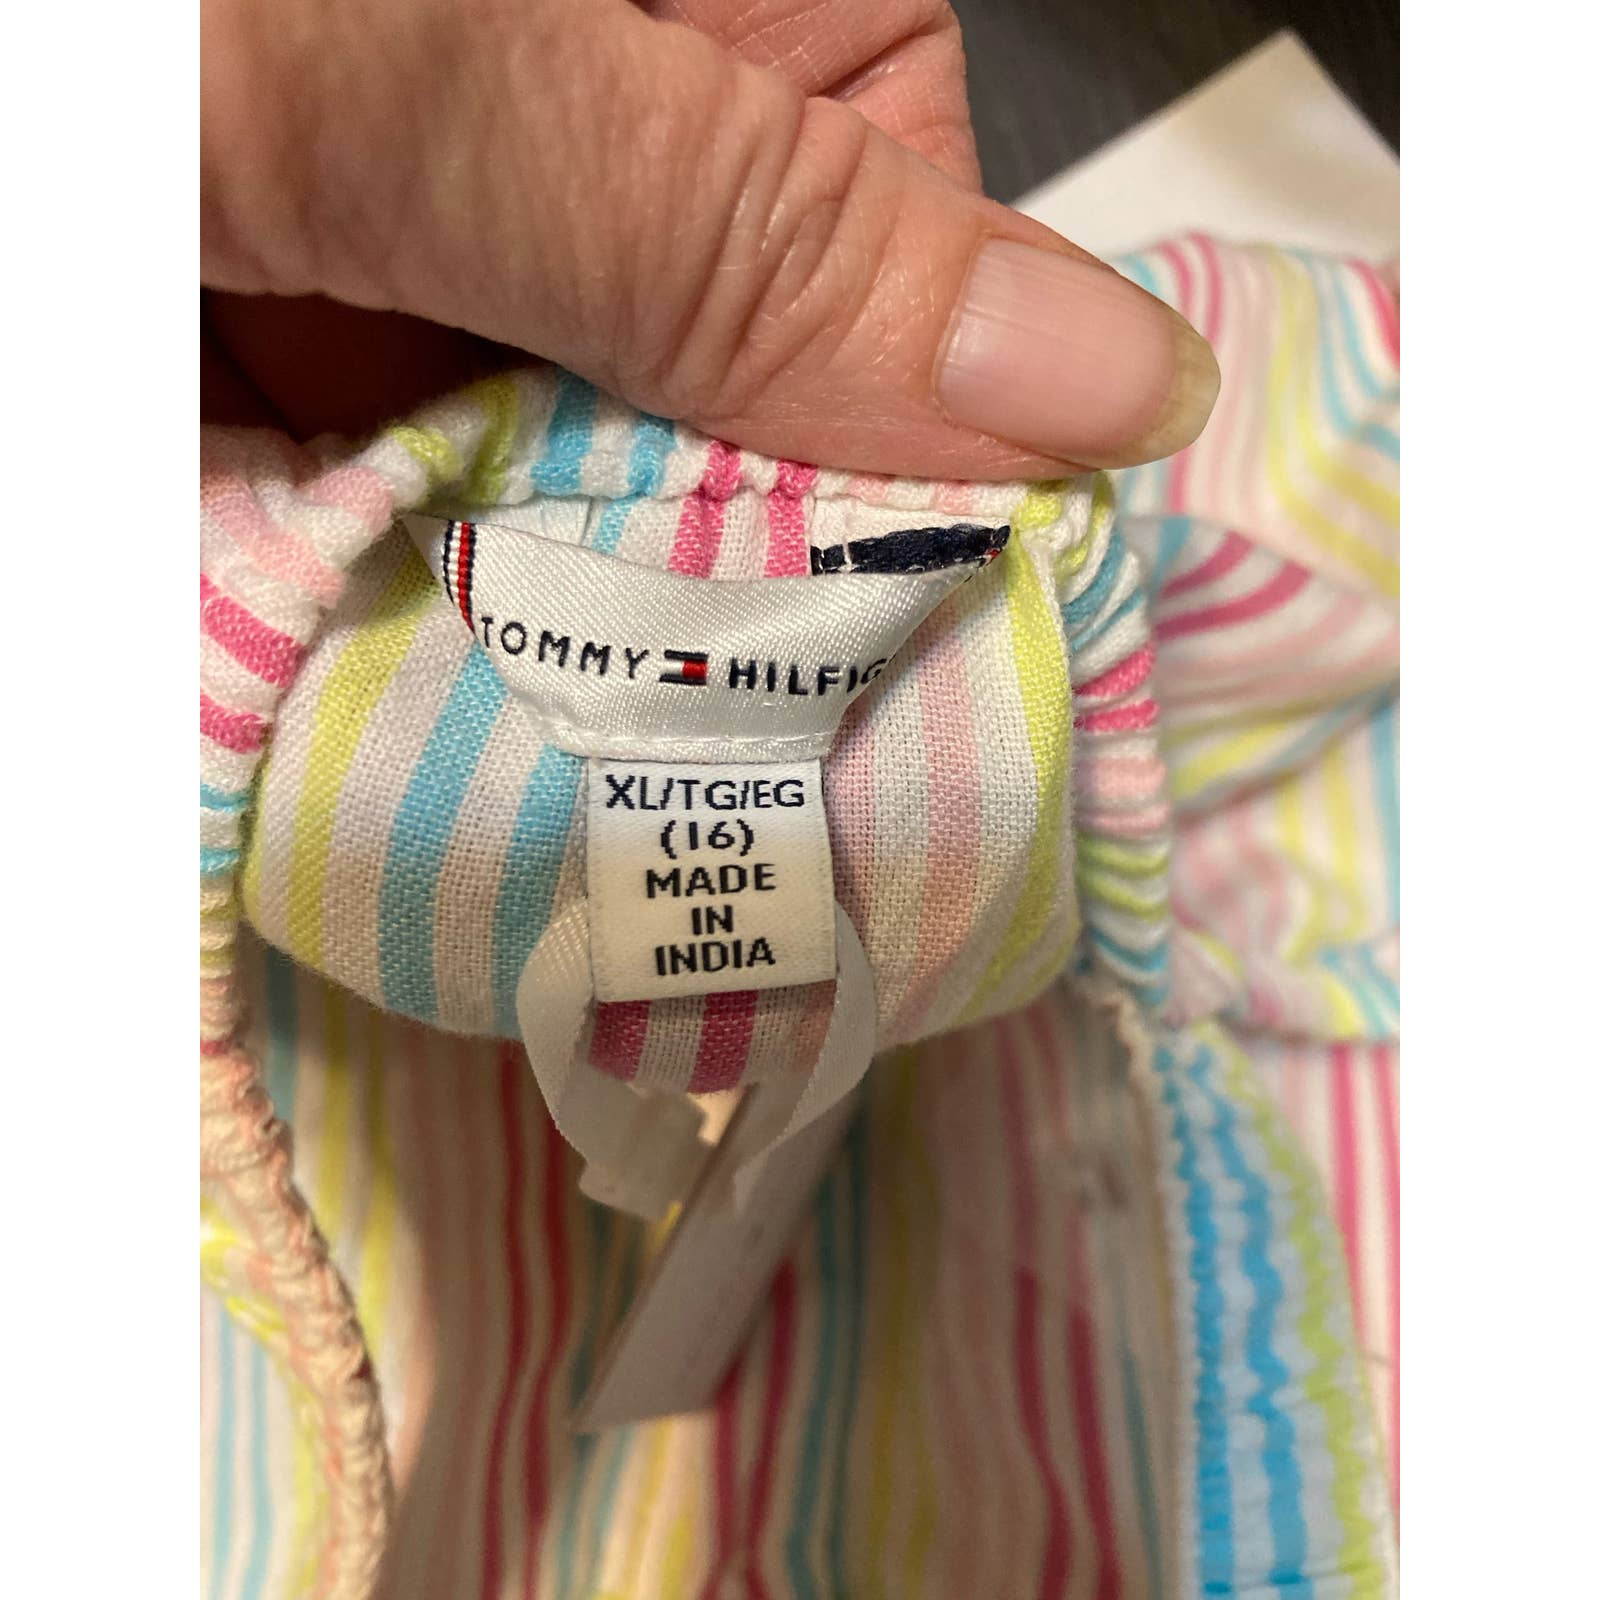 TOMMY HILFIG
XL/TG/EG
(16)
MADE
IN
INDIA